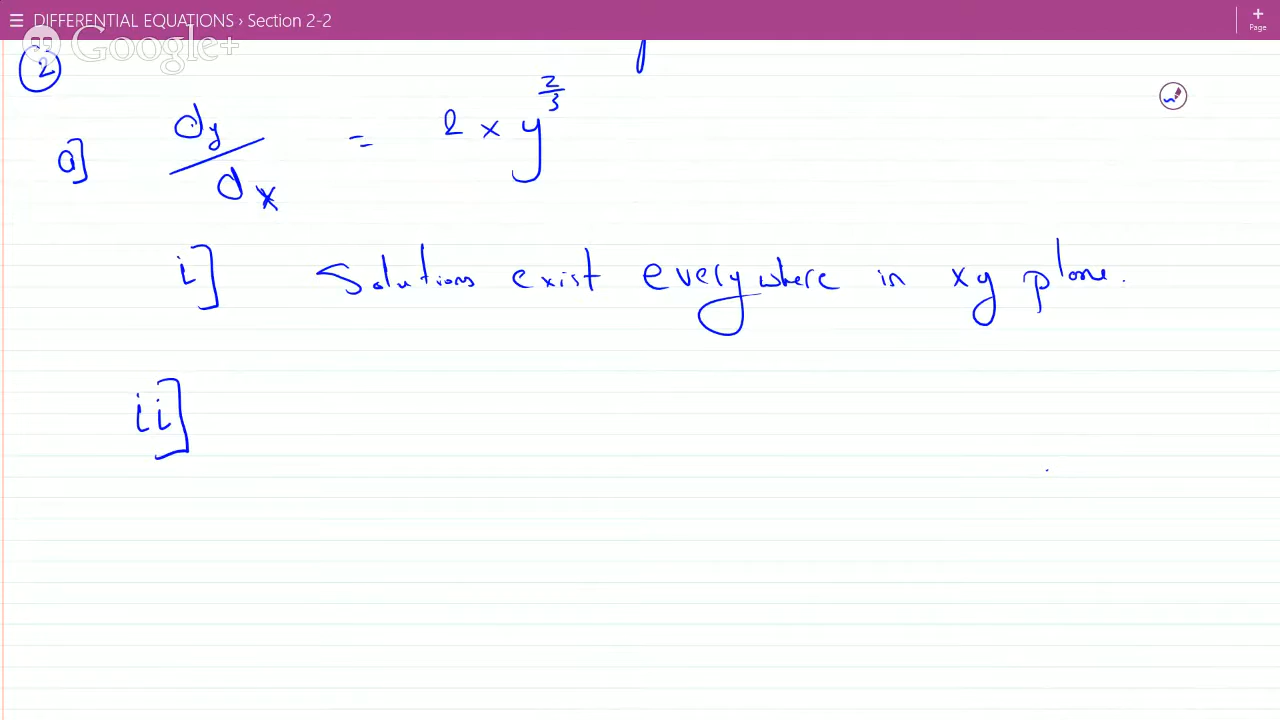 ☰ DIFFERENTIAL EQUATIONS › Section 2-2
+ Page
Google+
2
a] dy/dx = 2 x y^{2/3}
i] Solutions exist everywhere in xy plane.
ii]